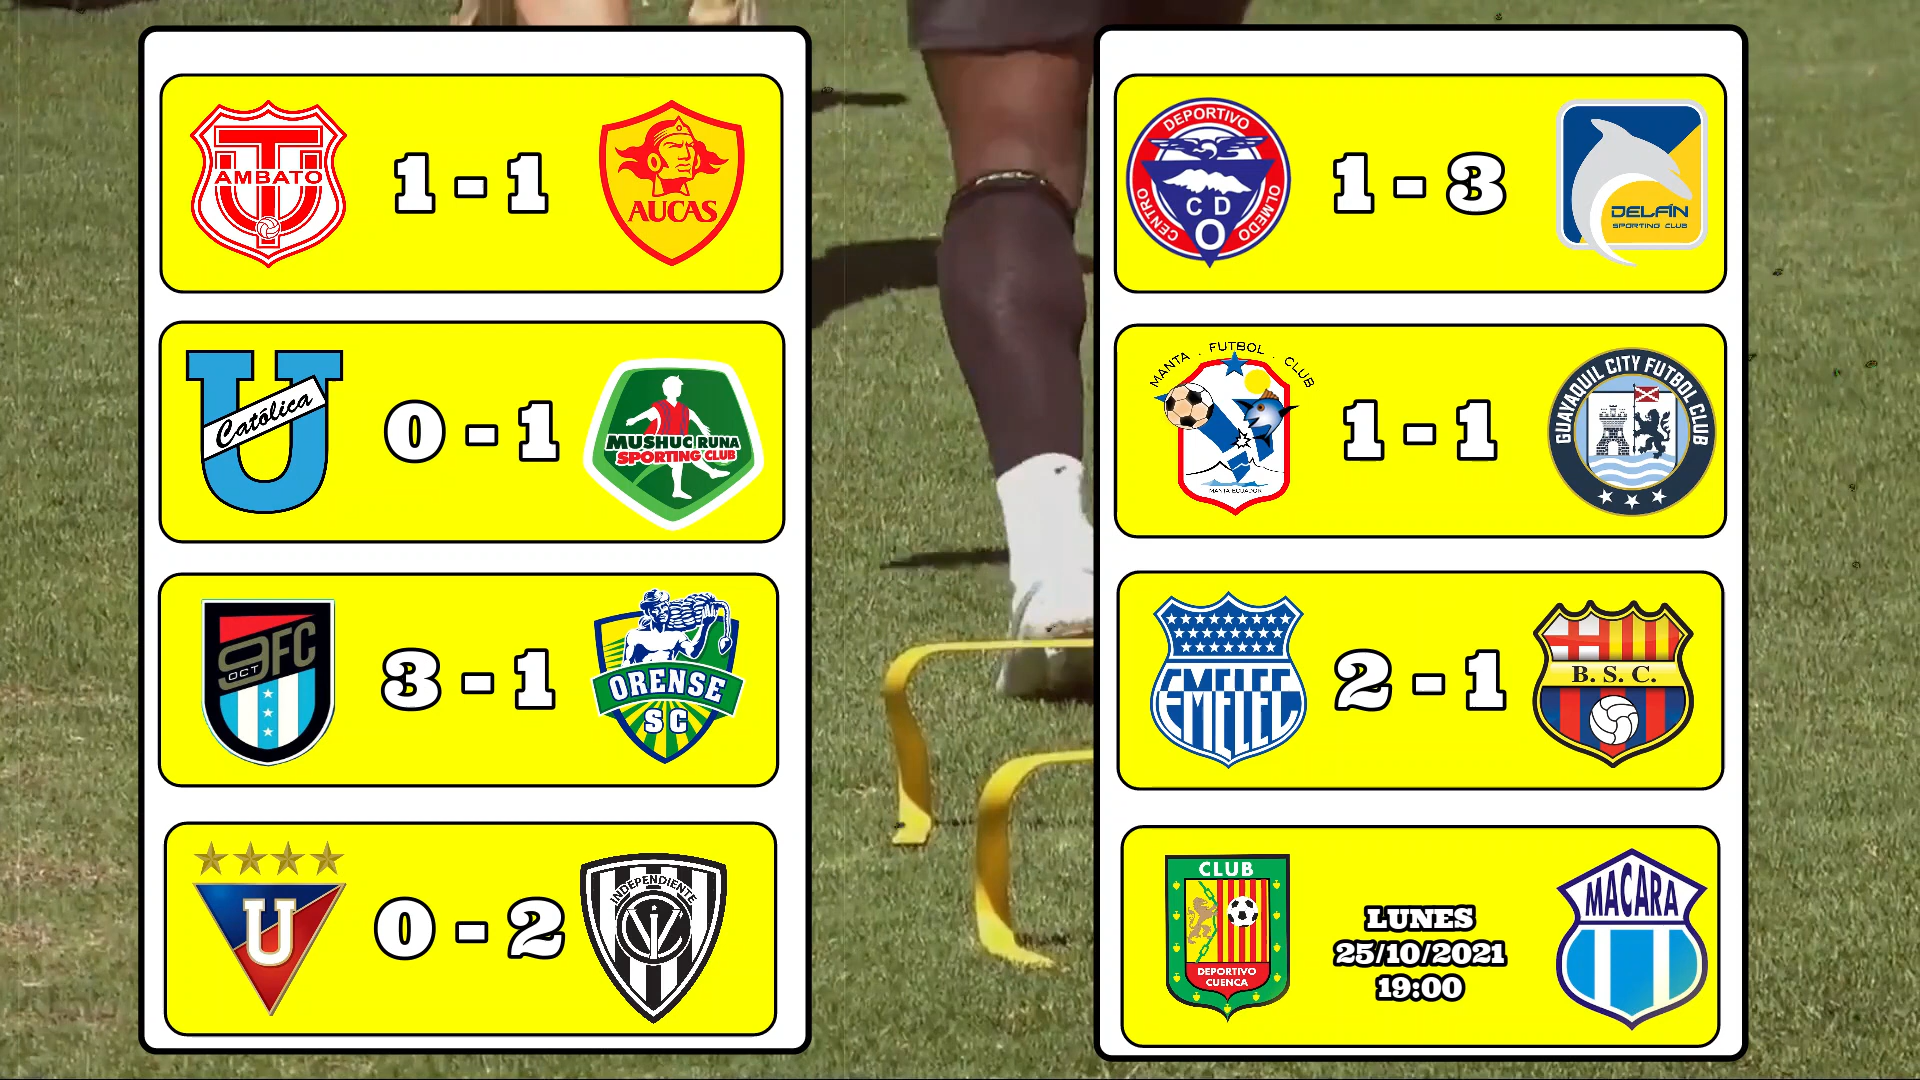 AMBATO
1 - 1
AUCAS
Católica
0 - 1
MUSHUC RUNA
SPORTING CLUB
9FC
OCT
3 - 1
ORENSE
SC
U
0 - 2
INDEPENDIENTE
CENTRO DEPORTIVO OLMEDO
C D
O
1 - 3
DELFÍN
SPORTING CLUB
MANTA . FUTBOL . CLUB
MANTA ECUADOR
1 - 1
GUAYAQUIL CITY FUTBOL CLUB
EMELEC
2 - 1
B. S. C.
CLUB
DEPORTIVO
CUENCA
LUNES
25/10/2021
19:00
MACARA